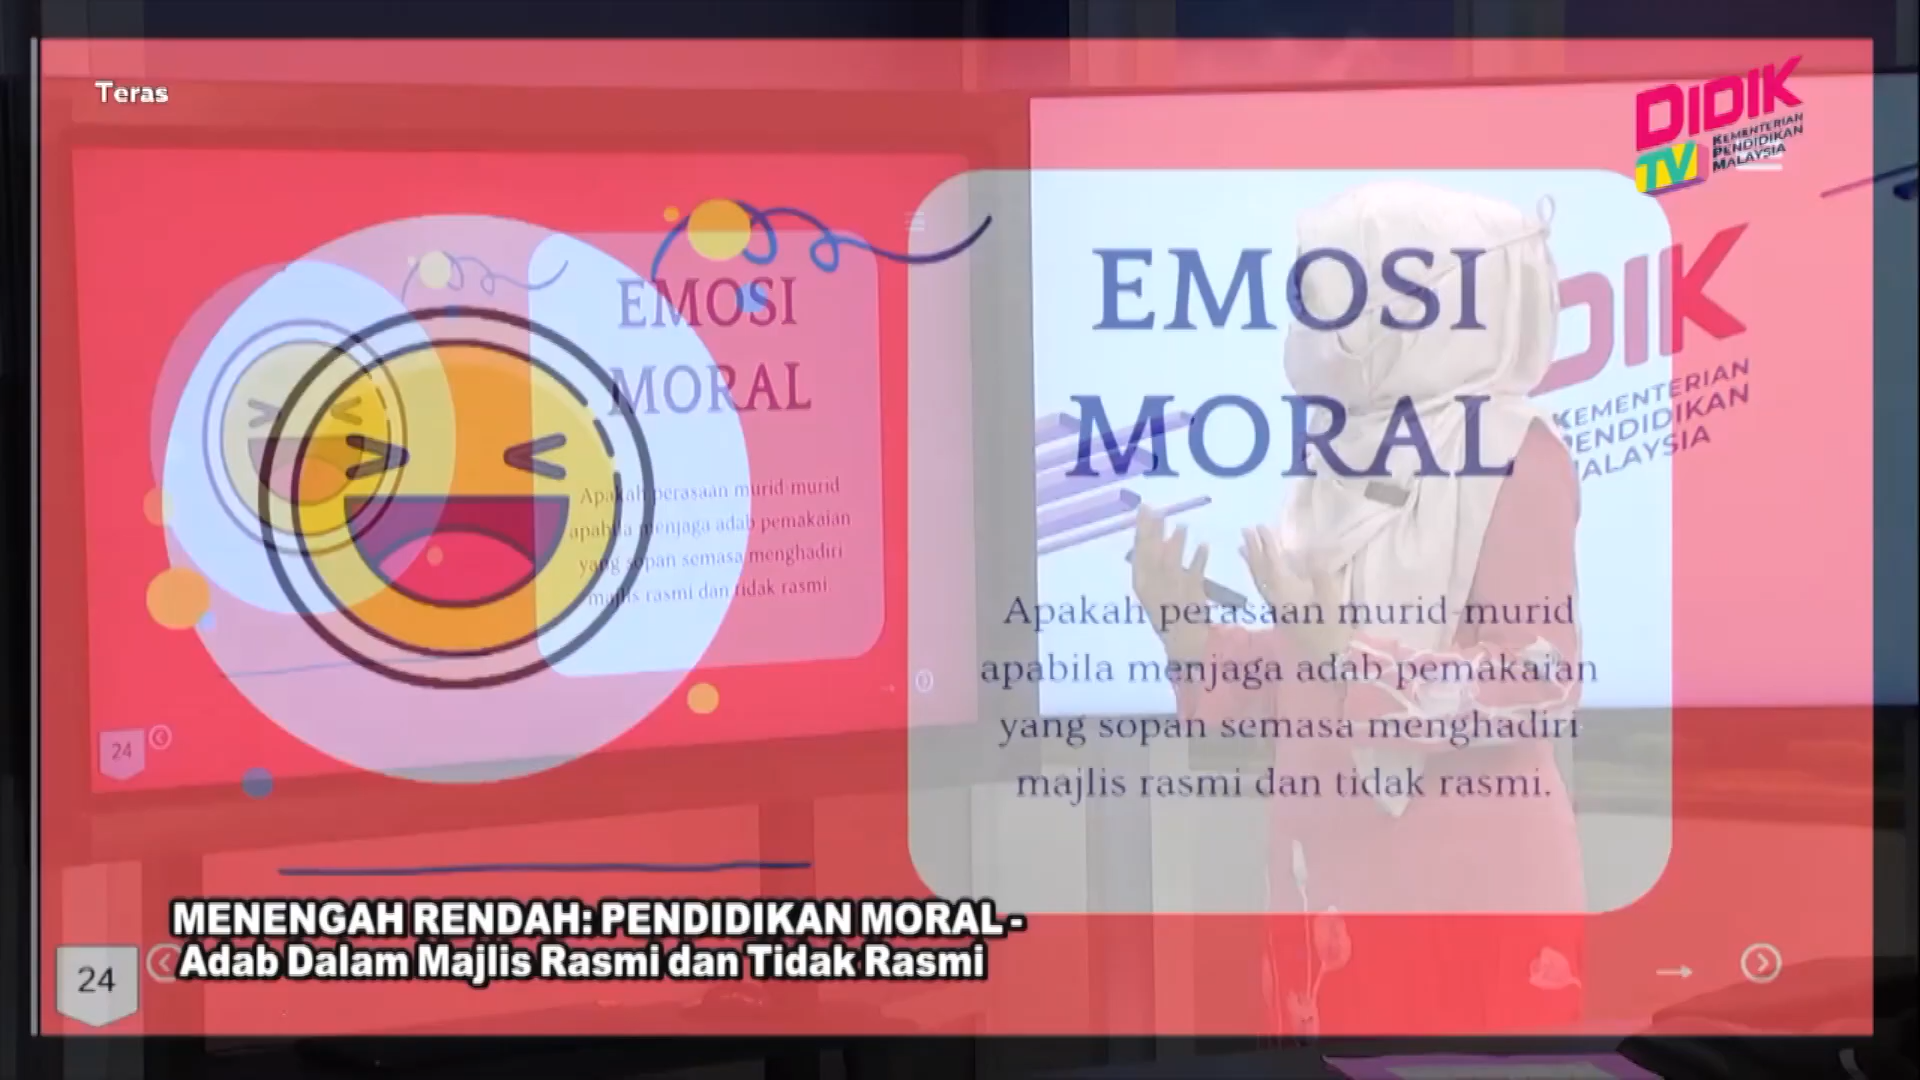 Teras
DIDIK
TV
KEMENTERIAN
PENDIDIKAN
MALAYSIA
EMOSI
MORAL
Apakah perasaan murid-murid
apabila menjaga adab pemakaian
yang sopan semasa menghadiri
majlis rasmi dan tidak rasmi.
EMOSI
MORAL
Apakah perasaan murid murid
apabila menjaga adab pemakaian
yang sopan semasa menghadiri
majlis rasmi dan tidak rasmi
24
DIK
KEMENTERIAN
PENDIDIKAN
MALAYSIA
MENENGAH RENDAH: PENDIDIKAN MORAL -
Adab Dalam Majlis Rasmi dan Tidak Rasmi
24